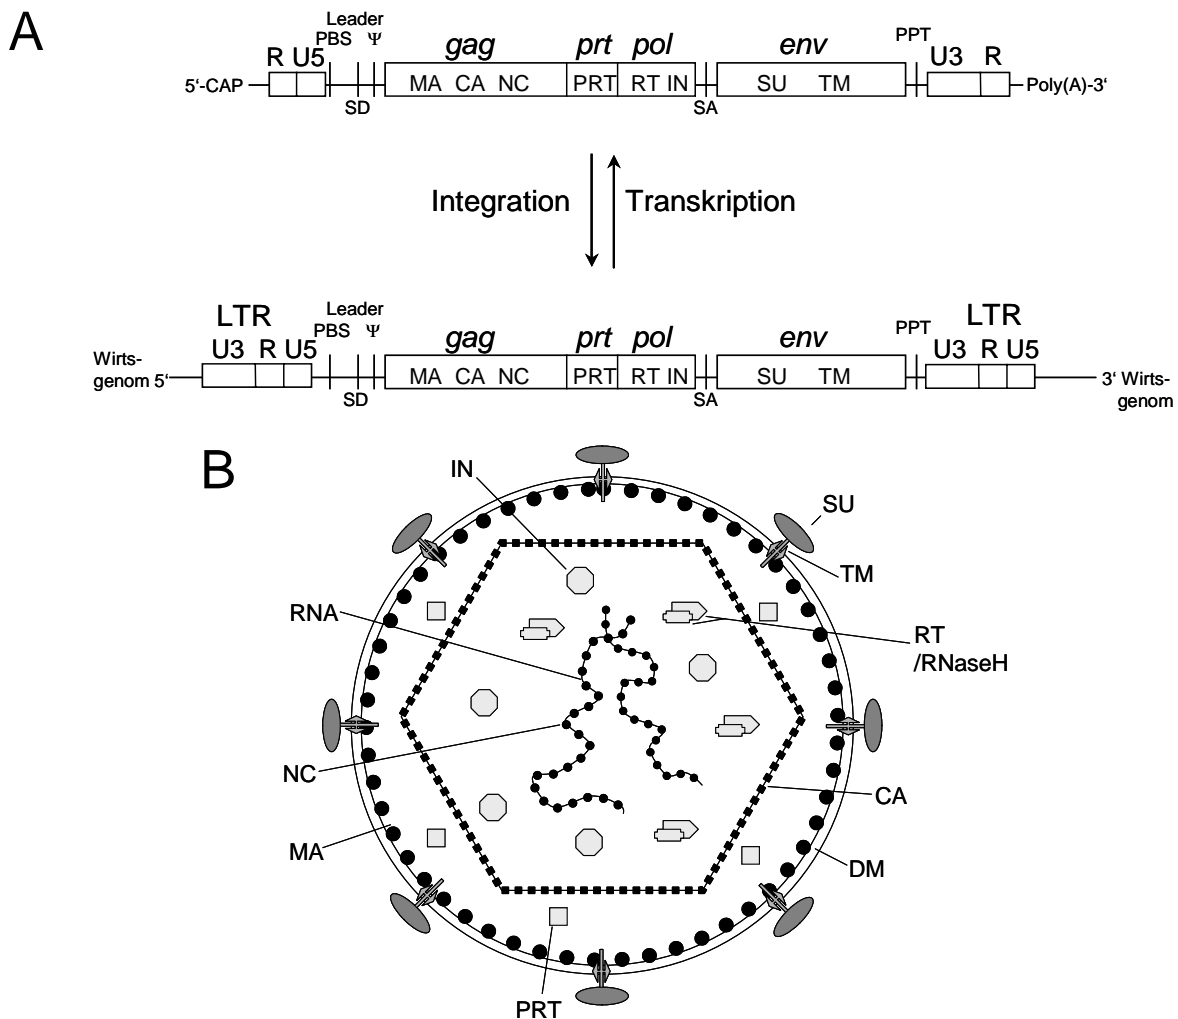 A
Leader
PBS Ψ
R U5
gag prt pol env
PPT
U3 R
5‘-CAP
MA CA NC PRT RT IN SU TM
Poly(A)-3‘
SD
SA
Integration Transkription
LTR
Leader
PBS Ψ
U3 R U5
gag prt pol env
PPT
LTR
U3 R U5
Wirts-
genom 5‘
MA CA NC PRT RT IN SU TM
3‘ Wirts-
genom
SD
SA
B
IN
SU
TM
RNA
RT
/RNaseH
NC
CA
MA
DM
PRT